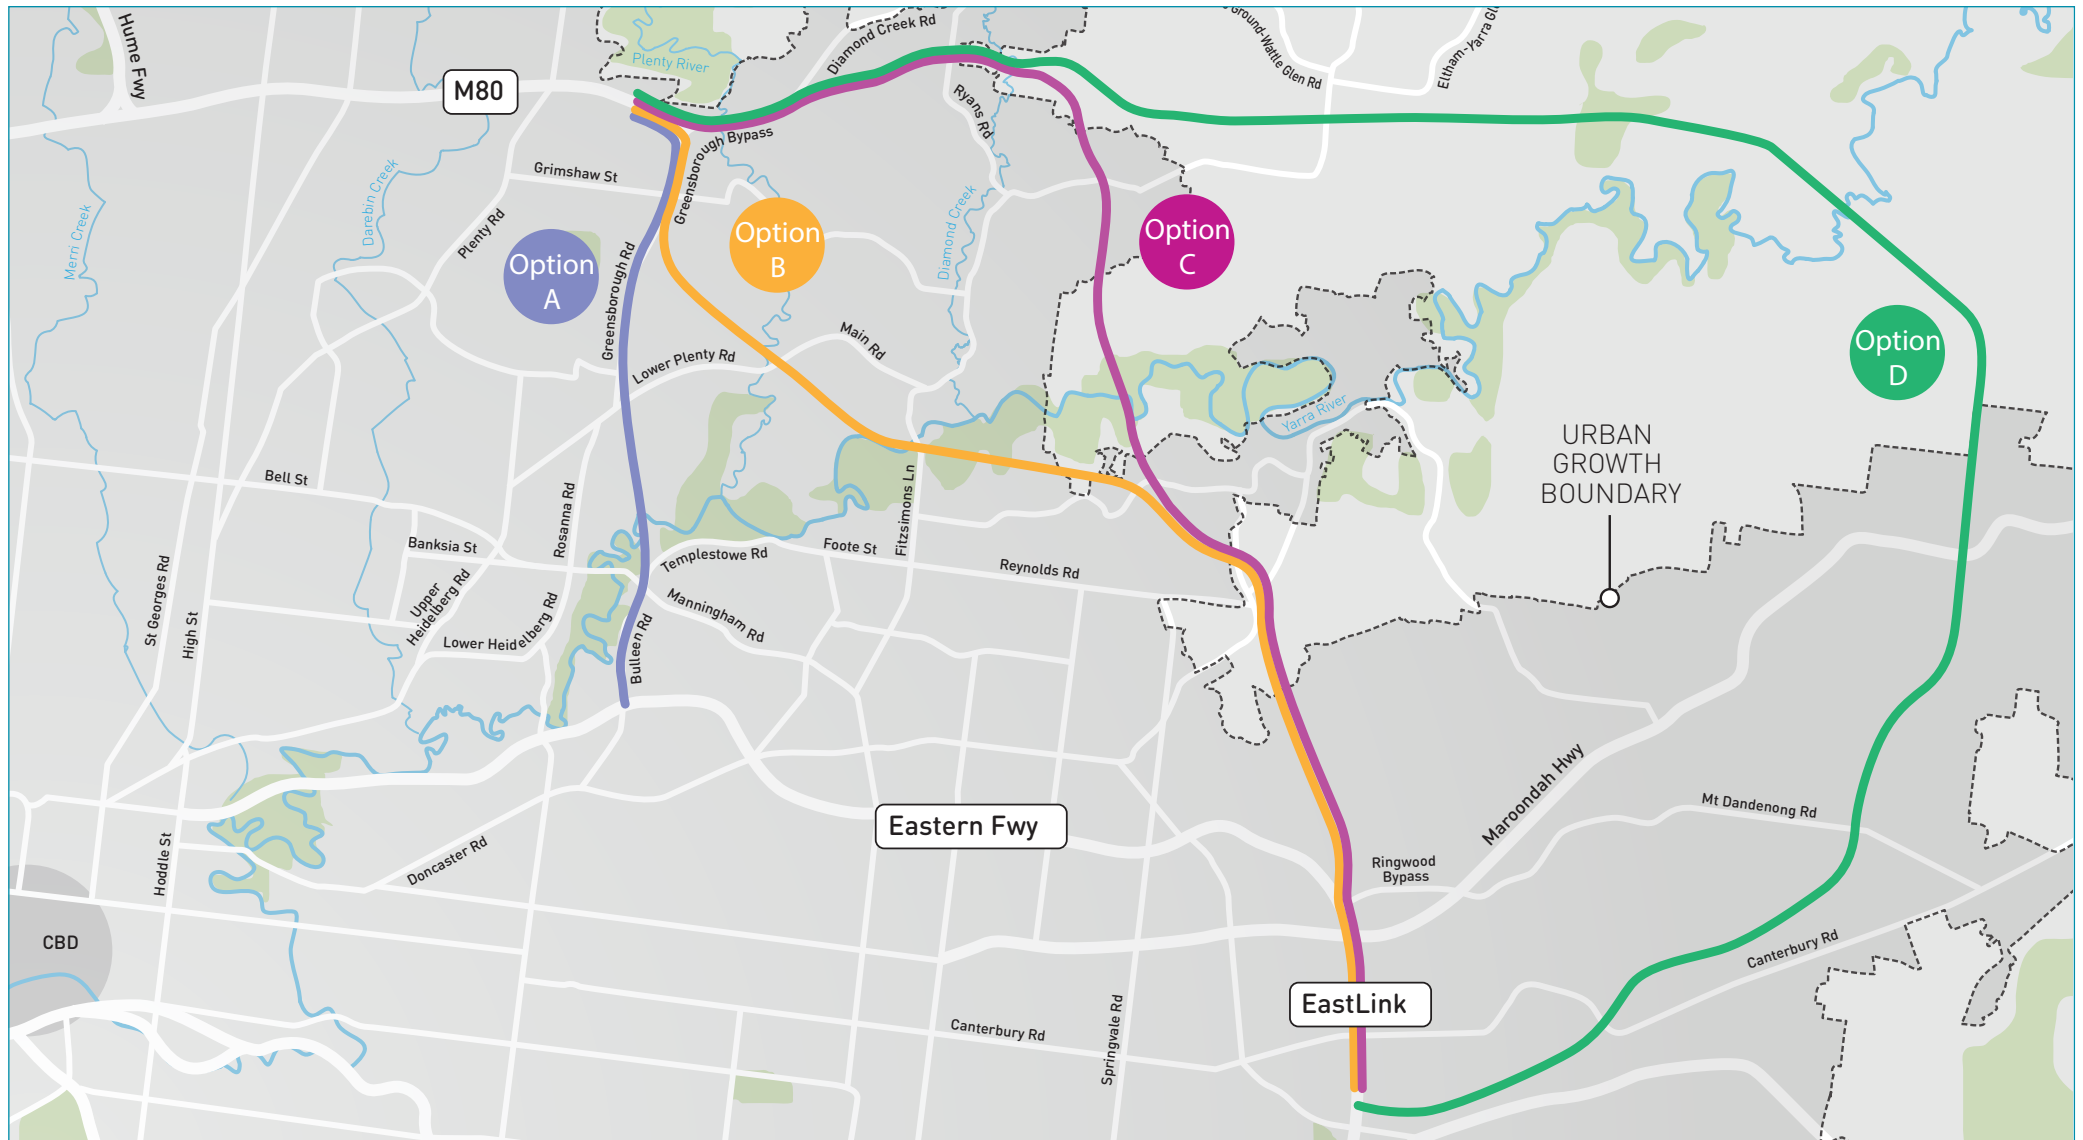 Hume Fwy
M80
Plenty River
Diamond Creek Rd
Ground-Wattle Glen Rd
Eltham-Yarra Gl
Ryans Rd
Greensborough Bypass
Grimshaw St
Darebin Creek
Merri Creek
Plenty Rd
Greensborough Rd
Option
A
Option
B
Option
C
Option
D
Diamond Creek
Main Rd
Lower Plenty Rd
Yarra River
URBAN
GROWTH
BOUNDARY
Bell St
Rosanna Rd
Fitzsimons Ln
Banksia St
Templestowe Rd
Foote St
Reynolds Rd
Upper
Heidelberg Rd
Lower Heidelberg Rd
Manningham Rd
Bulleen Rd
St Georges Rd
High St
Eastern Fwy
Maroondah Hwy
Mt Dandenong Rd
Ringwood
Bypass
Doncaster Rd
Hoddle St
CBD
Canterbury Rd
EastLink
Springvale Rd
Canterbury Rd